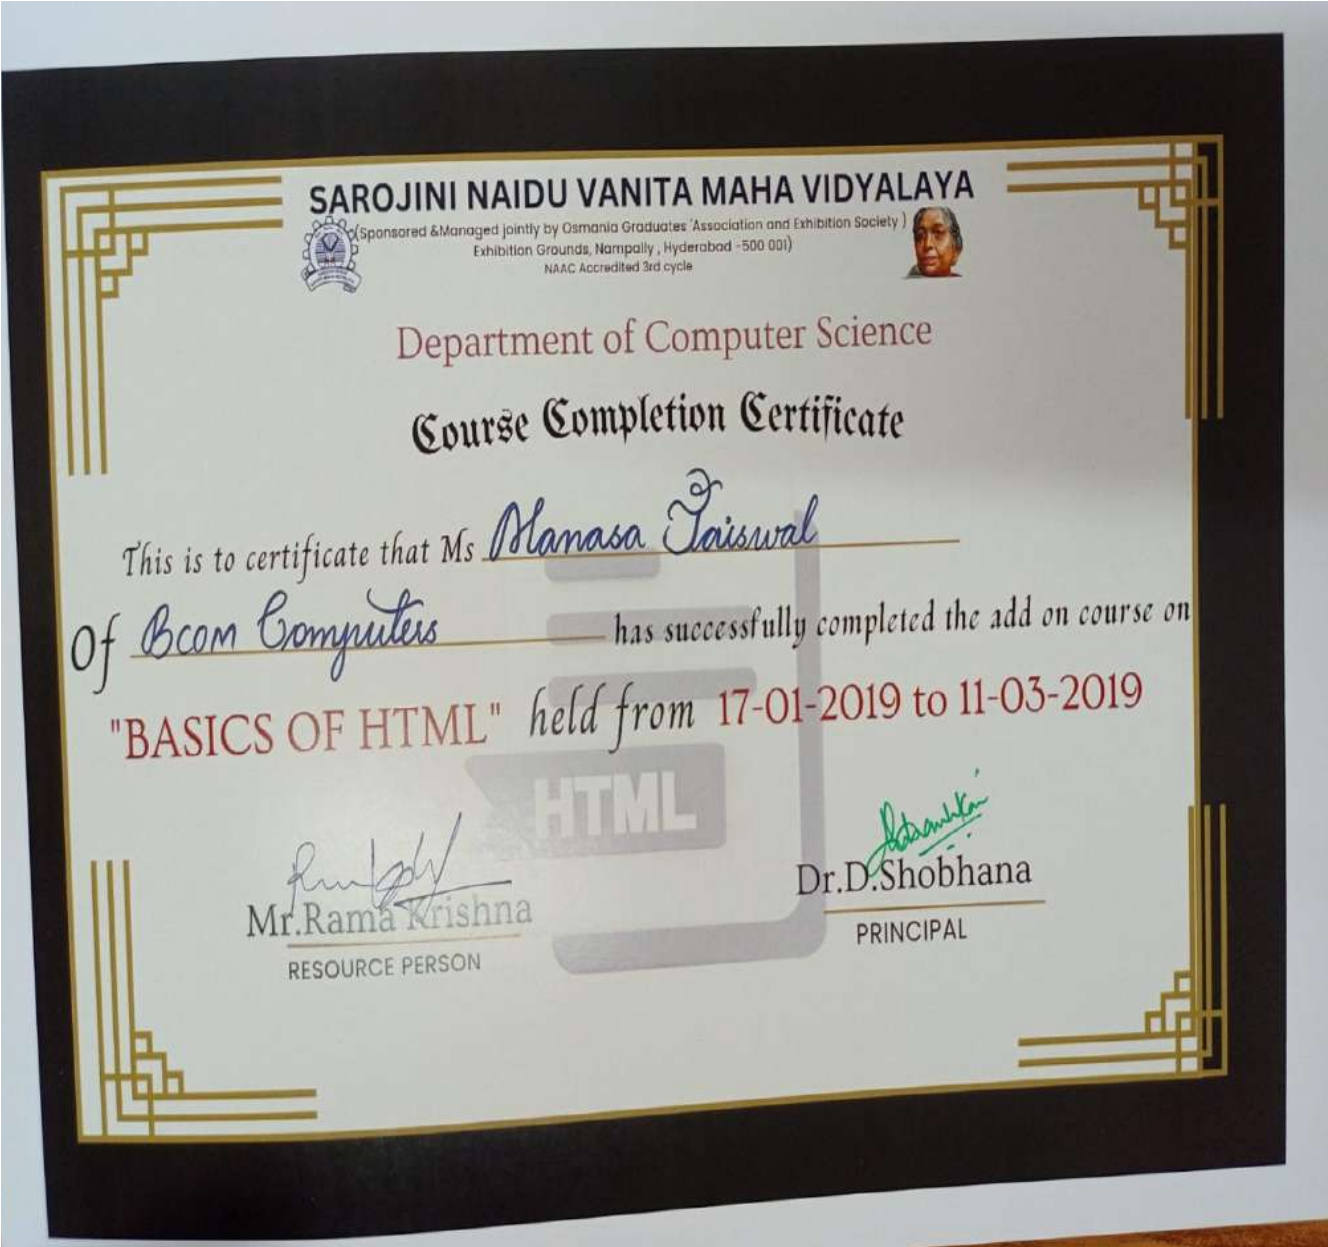 SAROJINI NAIDU VANITA MAHA VIDYALAYA
(Sponsored &Managed jointly by Osmania Graduates 'Association and Exhibition Society )
Exhibition Grounds, Nampally , Hyderabad -500 001)
NAAC Accredited 3rd cycle
Department of Computer Science
Course Completion Certificate
This is to certificate that Ms Manasa Jaiswal
Of Bcom Computers has successfully completed the add on course on
"BASICS OF HTML" held from 17-01-2019 to 11-03-2019
HTML
Mr.Rama Krishna
RESOURCE PERSON
Dr.D.Shobhana
PRINCIPAL